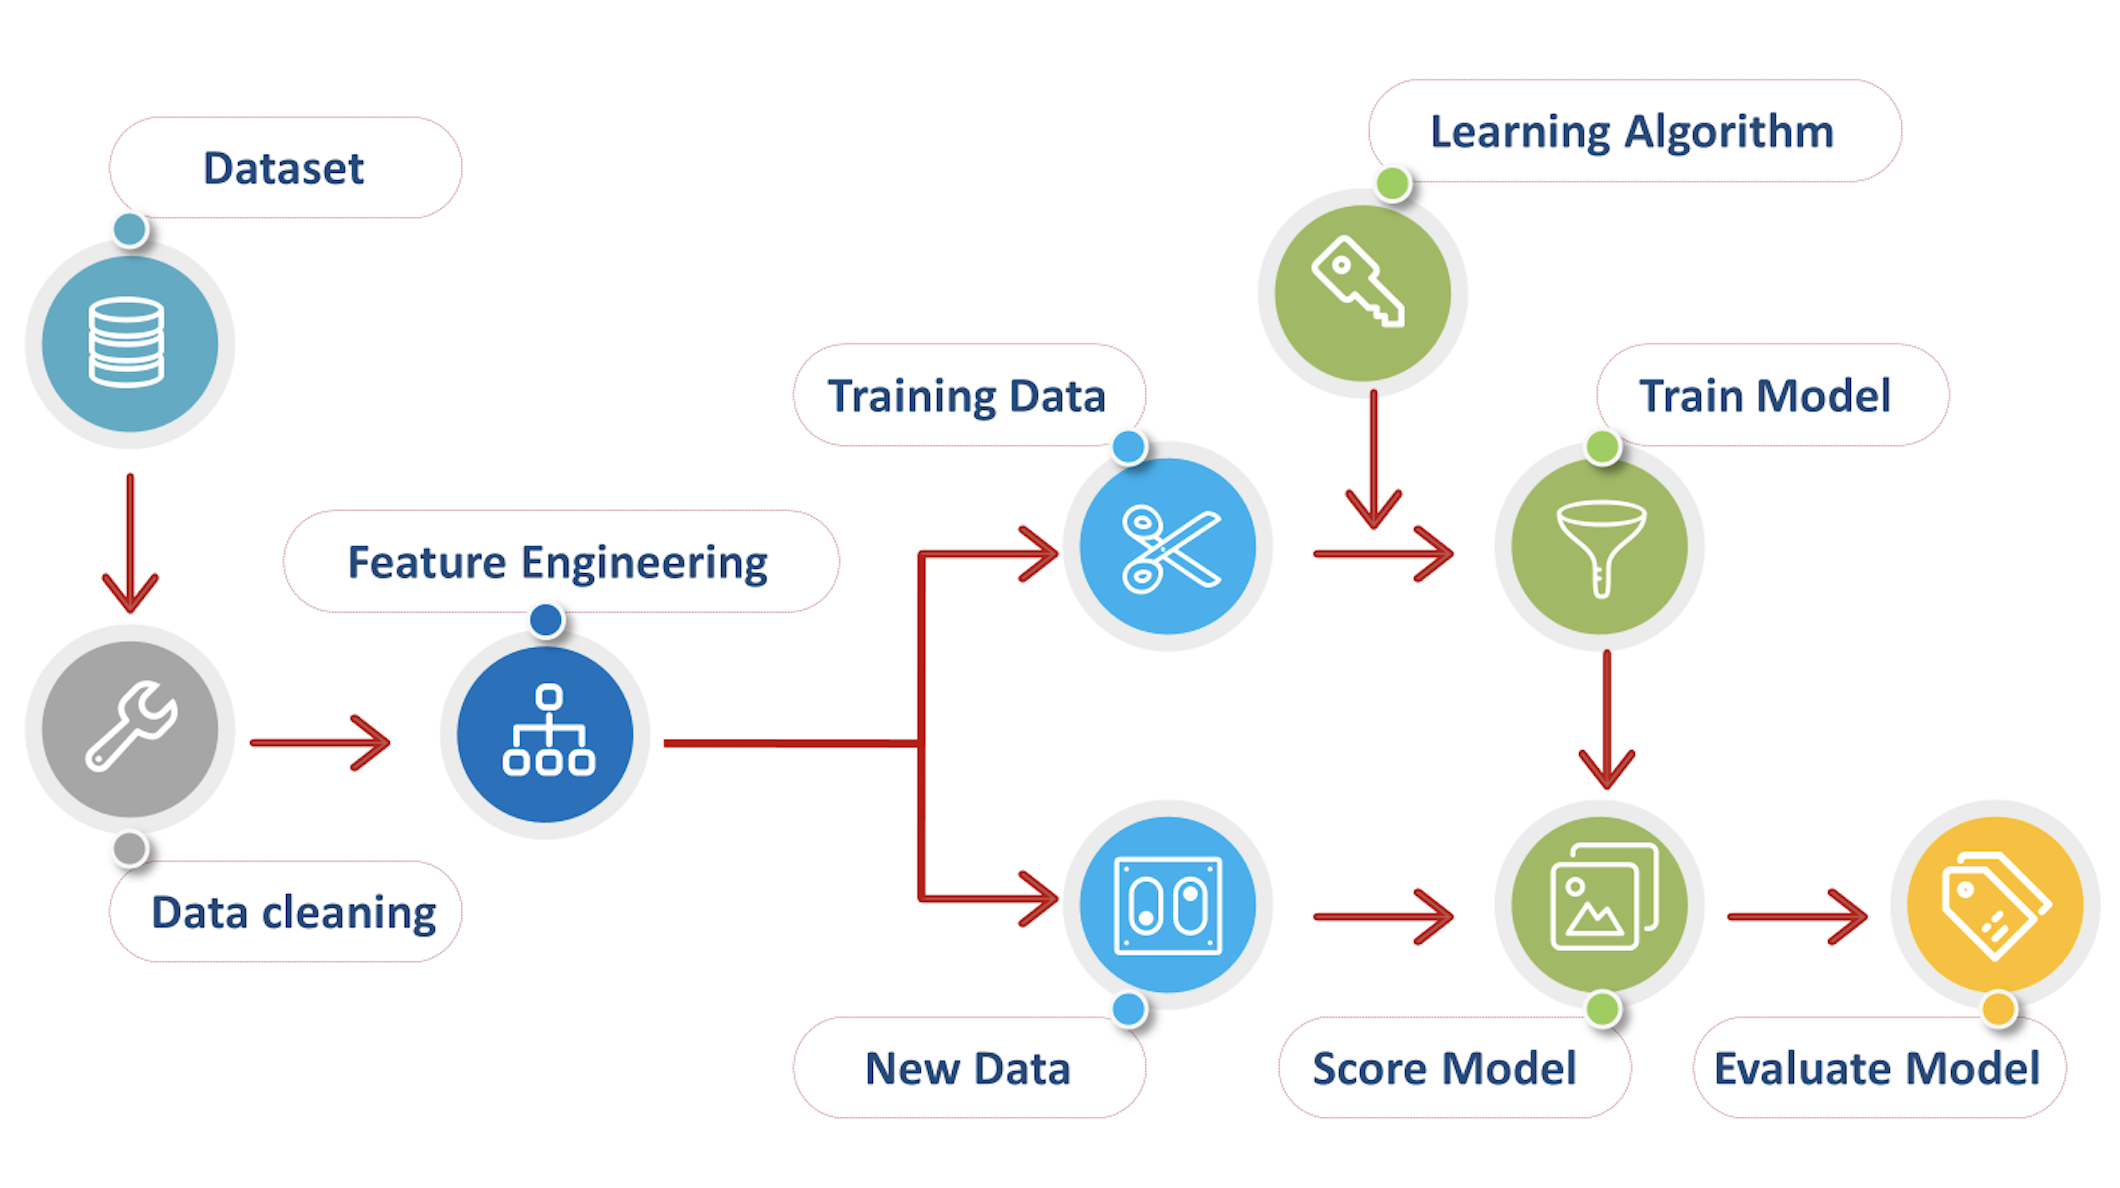 Dataset
Learning Algorithm
Training Data
Train Model
Feature Engineering
Data cleaning
New Data
Score Model
Evaluate Model